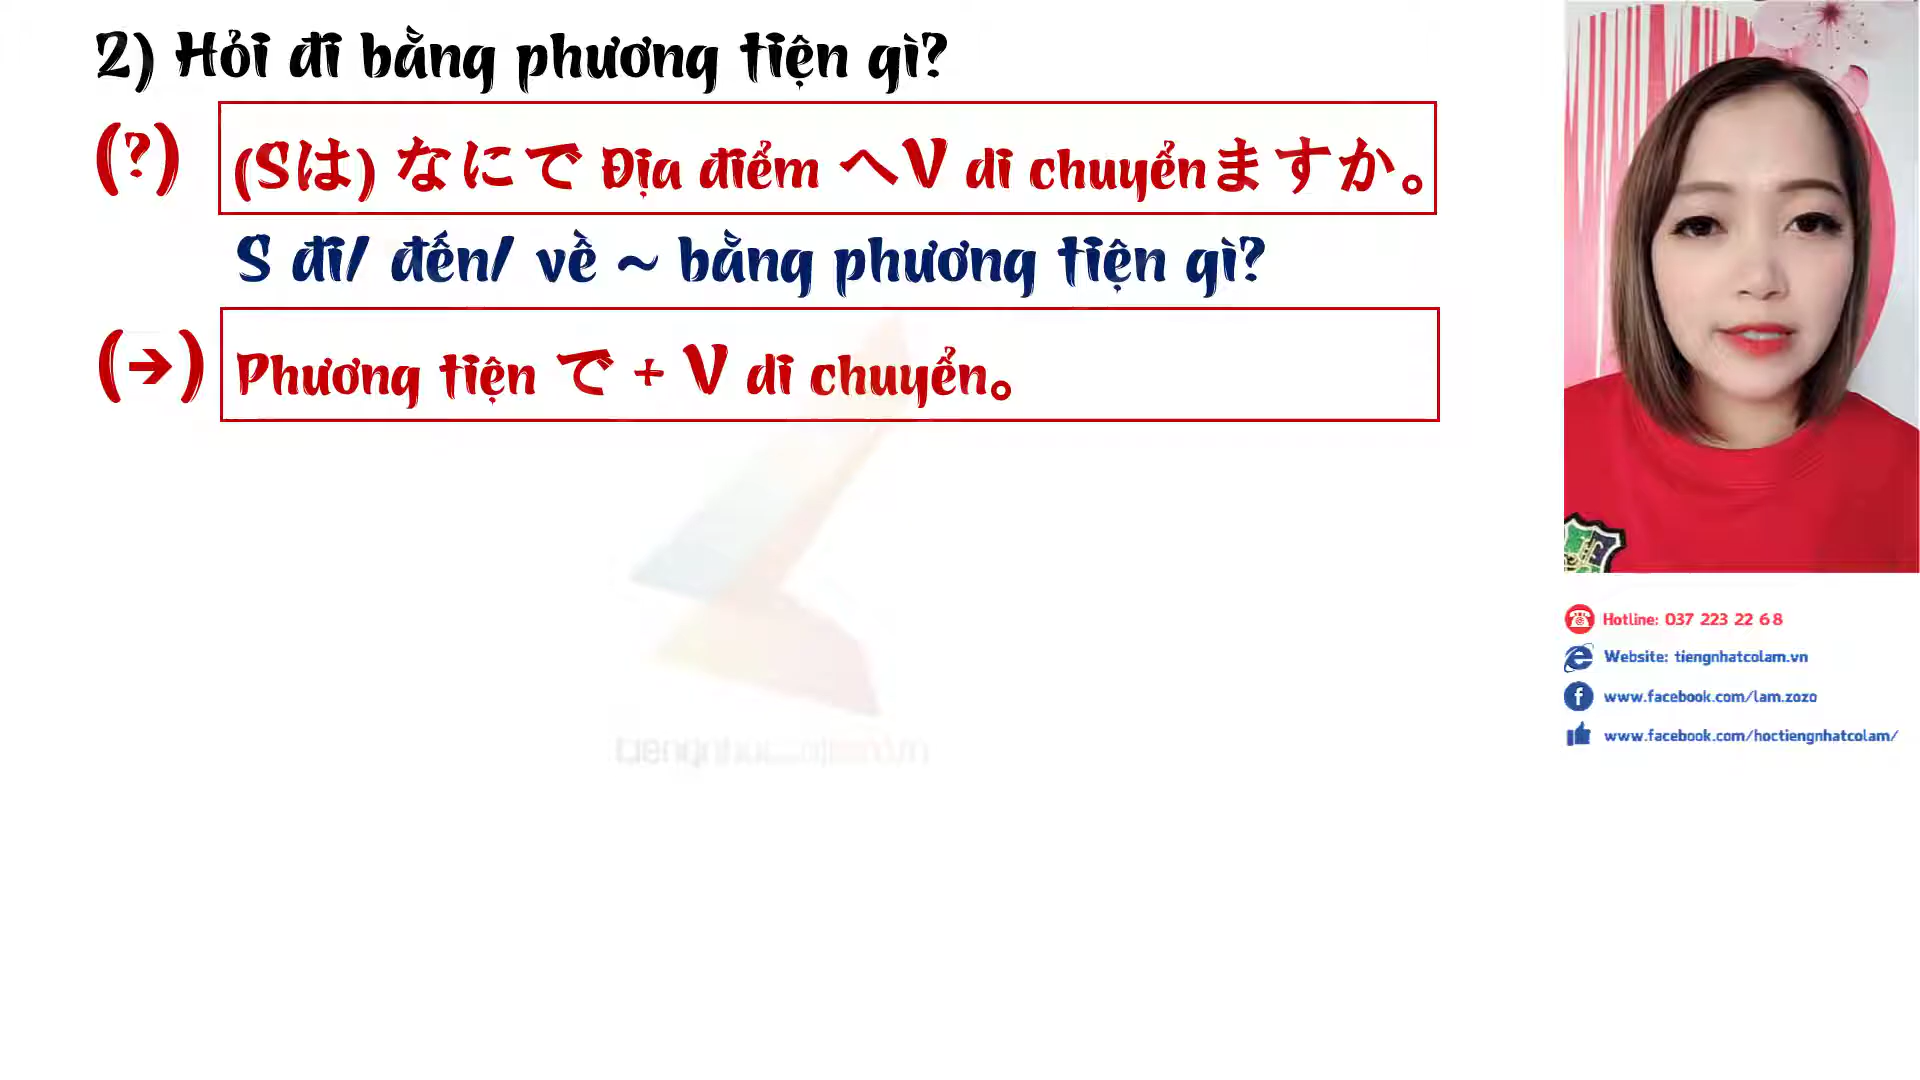 2) Hỏi đi bằng phương tiện gì?
(?) (Sは) なにで Địa điểm へV di chuyểnますか。
S đi/ đến/ về ~ bằng phương tiện gì?
(→) Phương tiện で + V di chuyển。
Hotline: 037 223 22 68
Website: tiengnhatcolam.vn
www.facebook.com/lam.zozo
www.facebook.com/hoctiengnhatcolam/